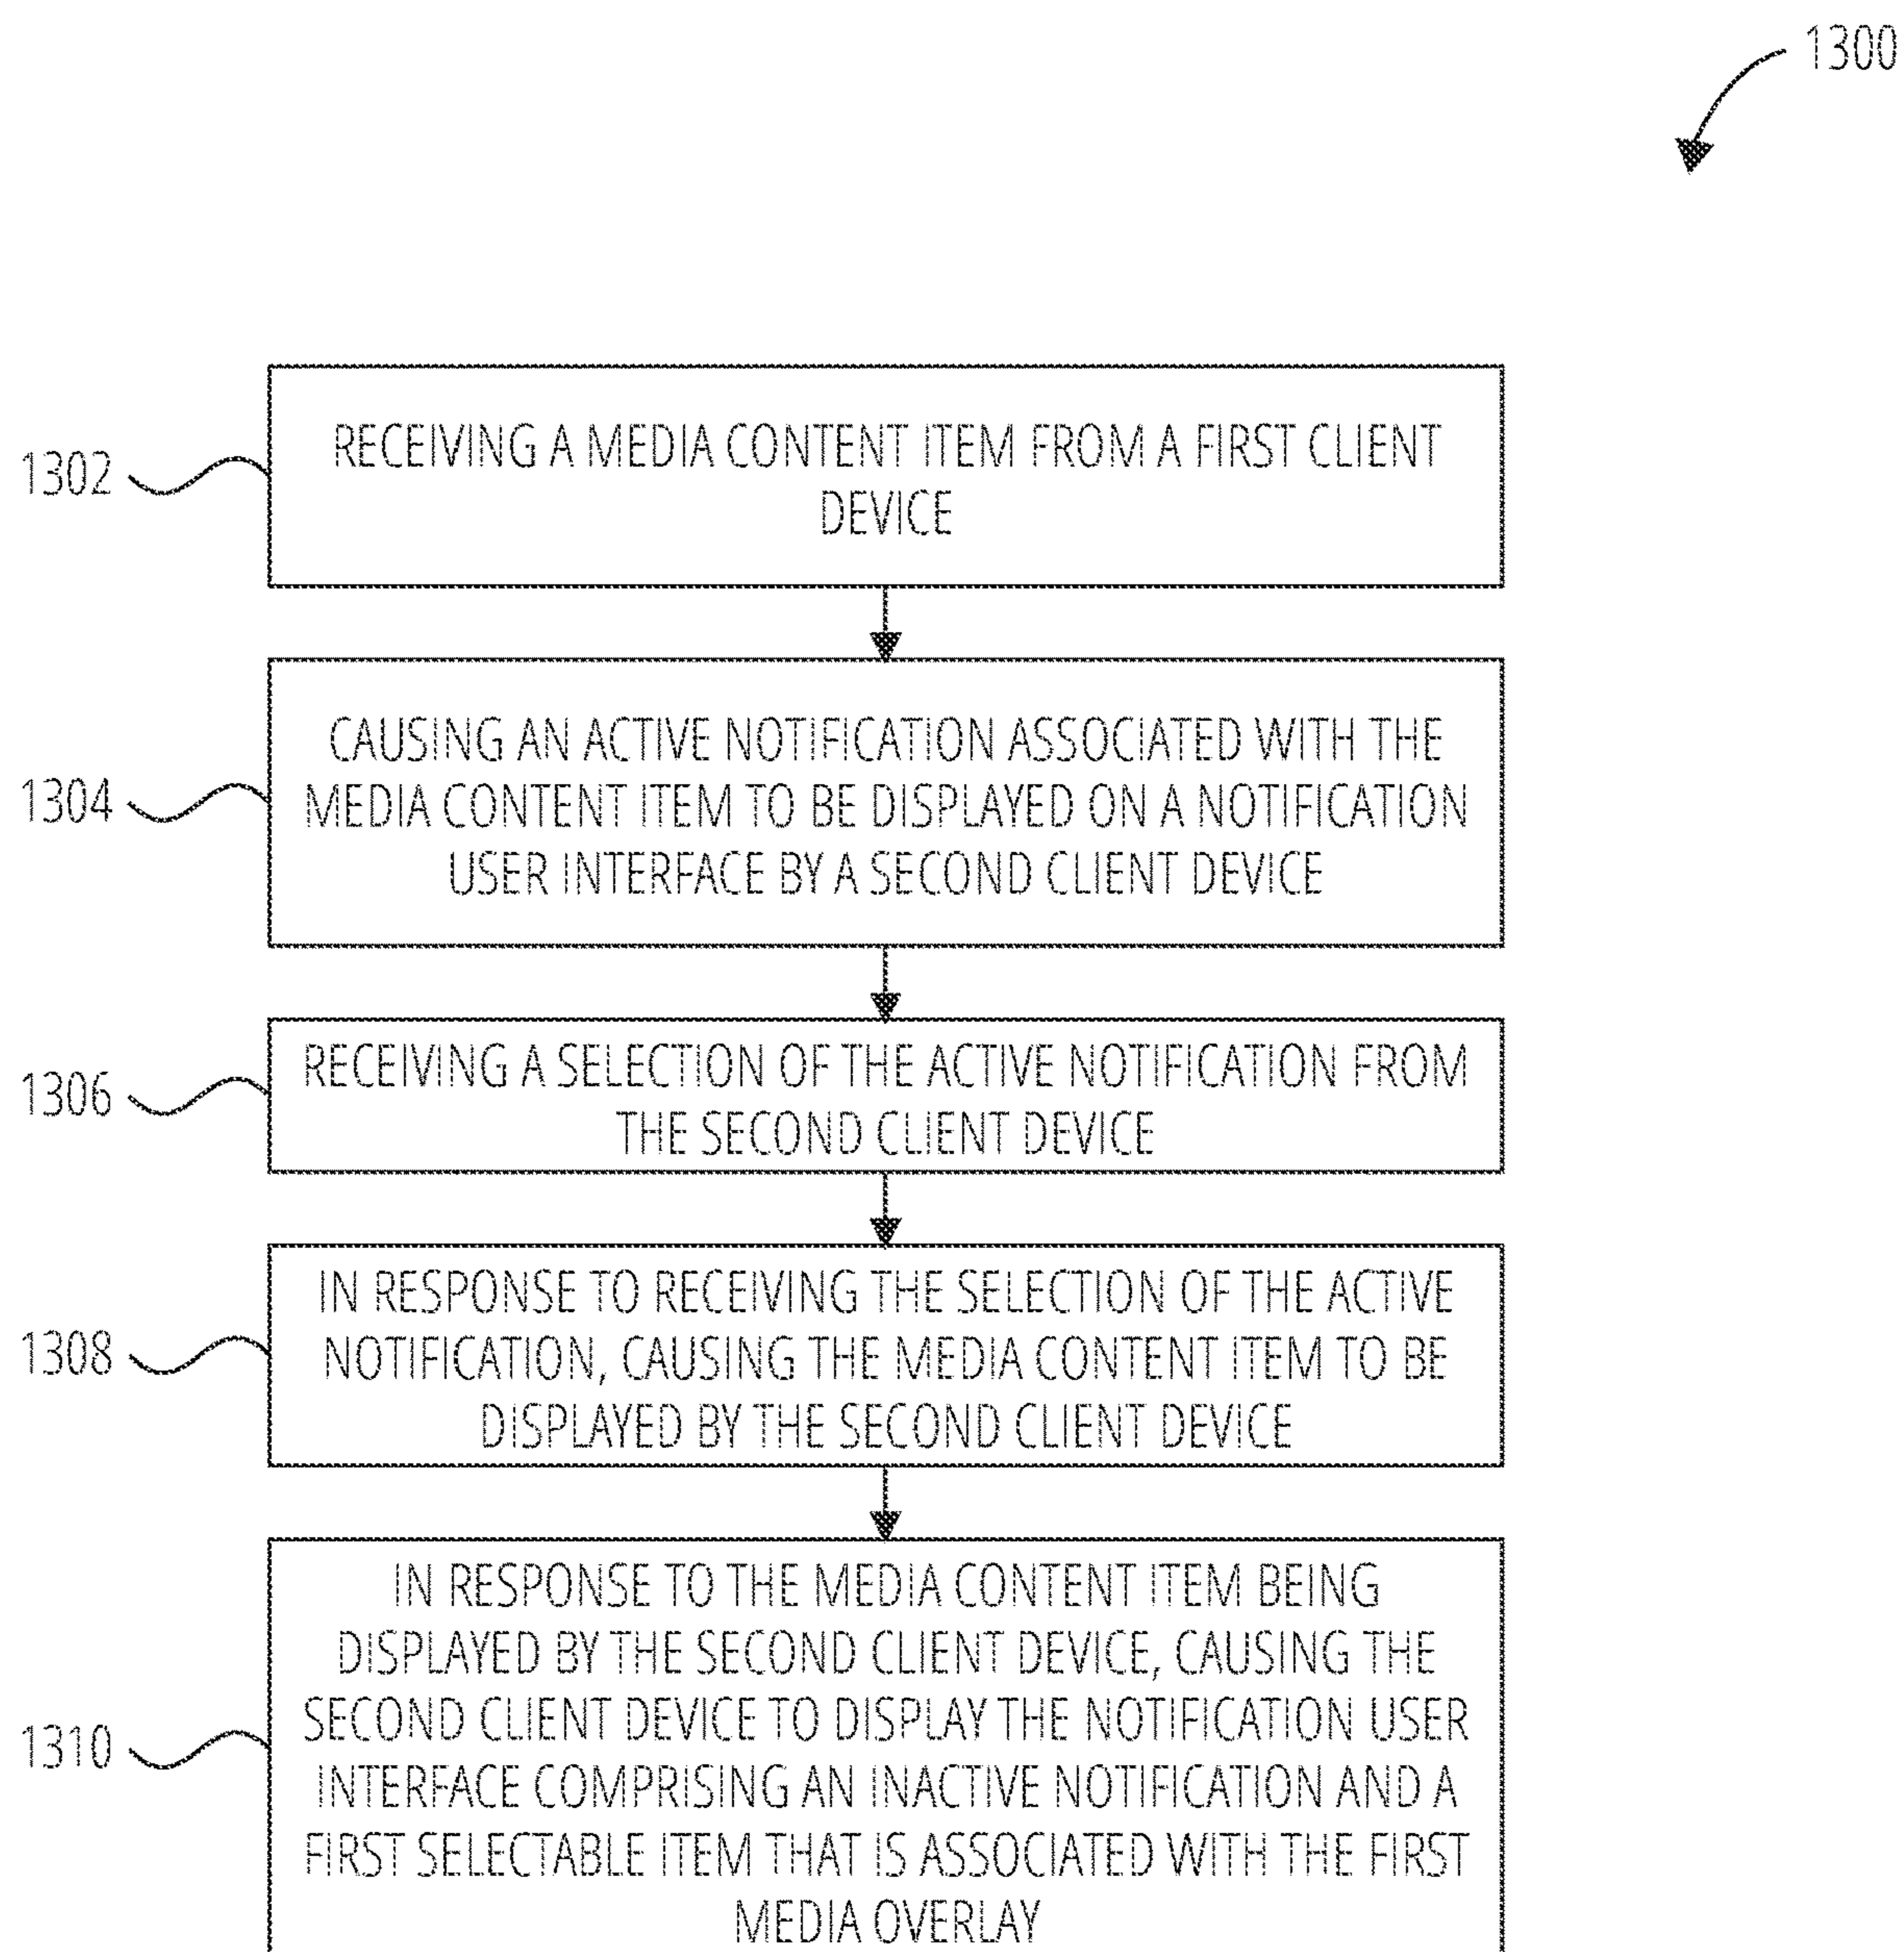 1300
1302
RECEIVING A MEDIA CONTENT ITEM FROM A FIRST CLIENT
DEVICE
1304
CAUSING AN ACTIVE NOTIFICATION ASSOCIATED WITH THE
MEDIA CONTENT ITEM TO BE DISPLAYED ON A NOTIFICATION
USER INTERFACE BY A SECOND CLIENT DEVICE
1306
RECEIVING A SELECTION OF THE ACTIVE NOTIFICATION FROM
THE SECOND CLIENT DEVICE
1308
IN RESPONSE TO RECEIVING THE SELECTION OF THE ACTIVE
NOTIFICATION, CAUSING THE MEDIA CONTENT ITEM TO BE
DISPLAYED BY THE SECOND CLIENT DEVICE
1310
IN RESPONSE TO THE MEDIA CONTENT ITEM BEING
DISPLAYED BY THE SECOND CLIENT DEVICE, CAUSING THE
SECOND CLIENT DEVICE TO DISPLAY THE NOTIFICATION USER
INTERFACE COMPRISING AN INACTIVE NOTIFICATION AND A
FIRST SELECTABLE ITEM THAT IS ASSOCIATED WITH THE FIRST
MEDIA OVERLAY